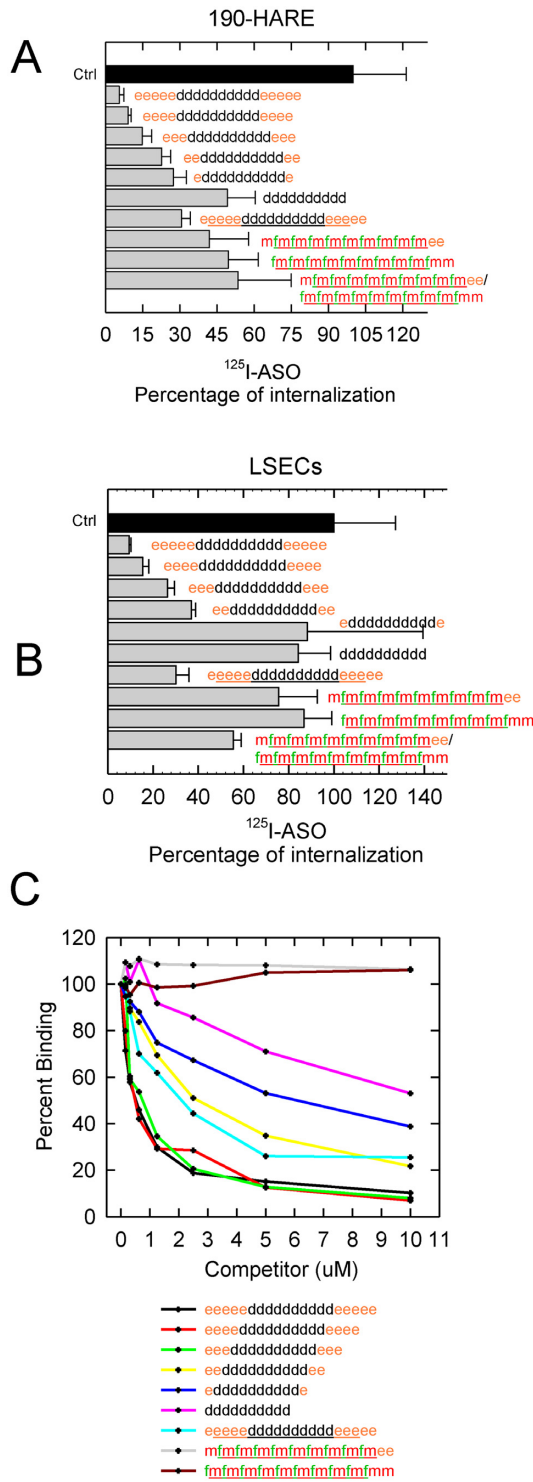 190-HARE
A
Ctrl
eeeeeddddddddddeeeee
eeeeddddddddddeeee
eeeddddddddddeee
eeddddddddddee
edddddddddde
dddddddddd
eeeeeddddddddddeeeee
mfmfmfmfmfmfmfmfmfmee
fmfmfmfmfmfmfmfmfmfmm
mfmfmfmfmfmfmfmfmfmee/
fmfmfmfmfmfmfmfmfmfmm
0 15 30 45 60 75 90 105 120
125I-ASO
Percentage of internalization
LSECs
Ctrl
eeeeeddddddddddeeeee
eeeeddddddddddeeee
eeeddddddddddeee
eeddddddddddee
edddddddddde
dddddddddd
B
eeeeeddddddddddeeeee
mfmfmfmfmfmfmfmfmfmee
fmfmfmfmfmfmfmfmfmfmm
mfmfmfmfmfmfmfmfmfmee/
fmfmfmfmfmfmfmfmfmfmm
0 20 40 60 80 100 120 140
125I-ASO
Percentage of internalization
C
120
100
80
60
40
20
0
Percent Binding
0 1 2 3 4 5 6 7 8 9 10 11
Competitor (uM)
eeeeeddddddddddeeeee
eeeeddddddddddeeee
eeeddddddddddeee
eeddddddddddee
edddddddddde
dddddddddd
eeeeeddddddddddeeeee
mfmfmfmfmfmfmfmfmfmee
fmfmfmfmfmfmfmfmfmfmm